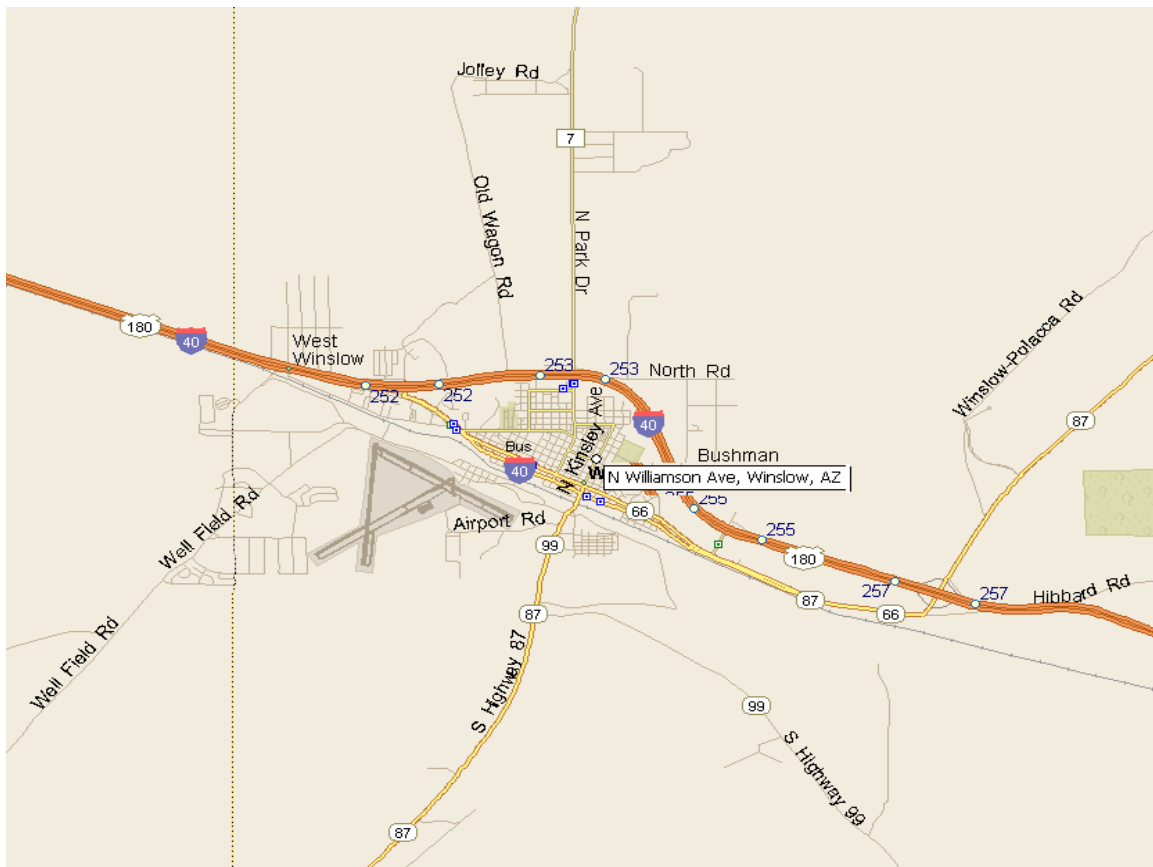 Jolley Rd
7
Old Wagon Rd
N Park Dr
Winslow-Polacca Rd
180
40
West
Winslow
253
253
North Rd
252
252
N Kinsley Ave
40
87
Bus
40
Bushman
W
N Williamson Ave, Winslow, AZ
255
255
66
Airport Rd
Well Field Rd
99
255
180
257
257
Hibbard Rd
87
66
87
Well Field Rd
S Highway 87
99
S Highway 99
87